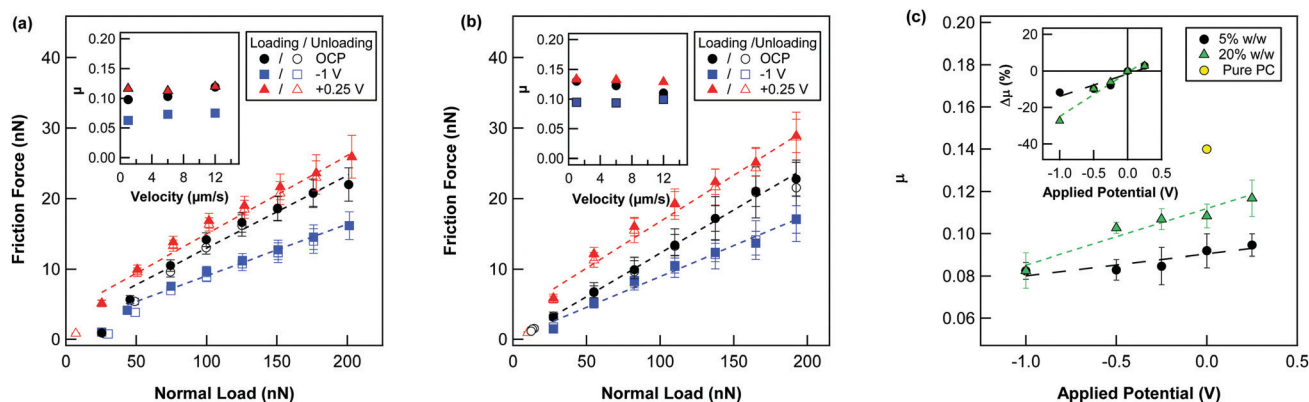 (a)
0.20
0.15
0.10
0.05
0.00
μ
0 4 8 12
Velocity (μm/s)
Loading / Unloading
/ OCP
/ -1 V
/ +0.25 V
40
30
20
10
0
Friction Force (nN)
0 50 100 150 200
Normal Load (nN)
(b)
0.20
0.15
0.10
0.05
0.00
μ
0 4 8 12
Velocity (μm/s)
Loading / Unloading
/ OCP
/ -1 V
/ +0.25 V
40
30
20
10
0
Friction Force (nN)
0 50 100 150 200
Normal Load (nN)
(c)
20
0
-20
-40
Δμ (%)
-1.0 -0.5 0.0 0.5
Applied Potential (V)
5% w/w
20% w/w
Pure PC
0.20
0.18
0.16
0.14
0.12
0.10
0.08
0.06
μ
-1.0 -0.5 0.0 0.5
Applied Potential (V)